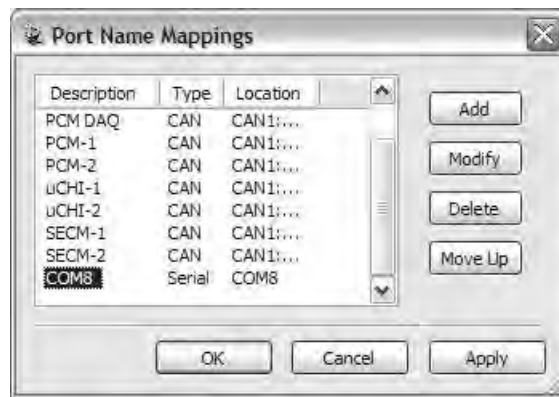 Port Name Mappings
Description Type Location
PCM DAQ CAN CAN1:...
PCM-1 CAN CAN1:...
PCM-2 CAN CAN1:...
uCHI-1 CAN CAN1:...
uCHI-2 CAN CAN1:...
SECM-1 CAN CAN1:...
SECM-2 CAN CAN1:...
COM8 Serial COM8
Add
Modify
Delete
Move Up
OK Cancel Apply